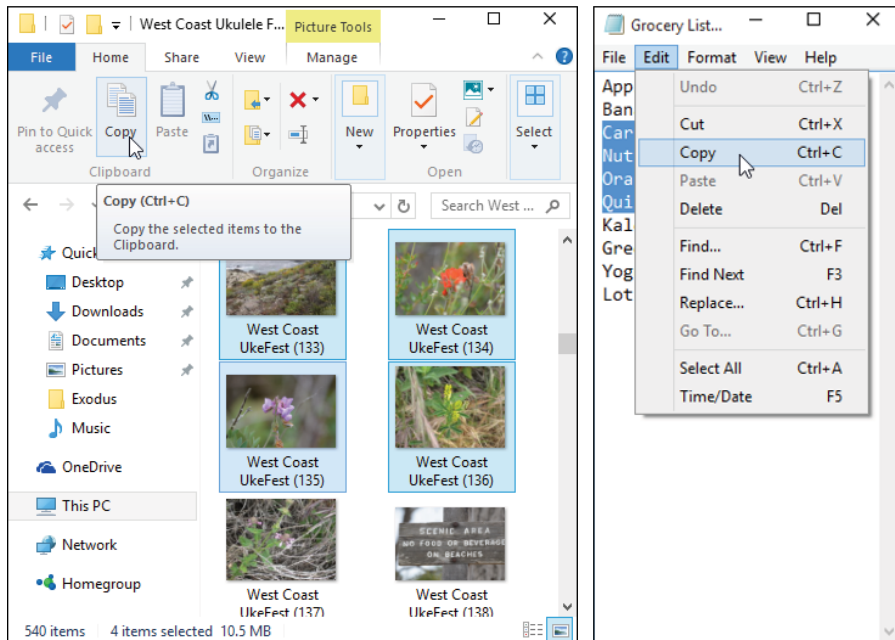 West Coast Ukulele F...
Picture Tools
File
Home
Share
View
Manage
Pin to Quick
access
Copy
Paste
New
Properties
Select
Clipboard
Organize
Open
Copy (Ctrl+C)
Copy the selected items to the
Clipboard.
Search West ...
Quick
Desktop
Downloads
Documents
Pictures
Exodus
Music
OneDrive
This PC
Network
Homegroup
West Coast
UkeFest (133)
West Coast
UkeFest (134)
West Coast
UkeFest (135)
West Coast
UkeFest (136)
SCENIC AREA
NO FOOD OR BEVERAGE
ON BEACHES
West Coast
UkeFest (137)
West Coast
UkeFest (138)
540 items
4 items selected 10.5 MB
Grocery List...
File Edit Format View Help
App
Ban
Car
Nut
Ora
Qui
Kal
Gre
Yog
Lot
Undo Ctrl+Z
Cut Ctrl+X
Copy Ctrl+C
Paste Ctrl+V
Delete Del
Find... Ctrl+F
Find Next F3
Replace... Ctrl+H
Go To... Ctrl+G
Select All Ctrl+A
Time/Date F5